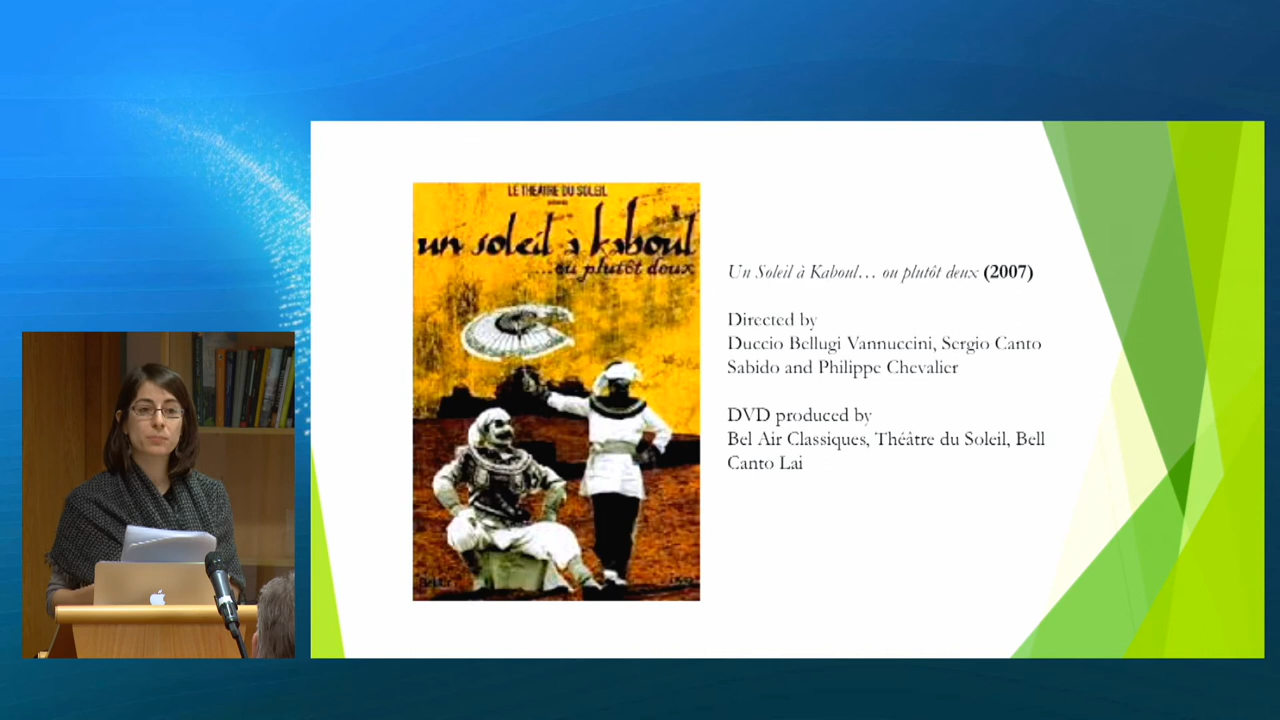 LE THEATRE DU SOLEIL
un soleil à kaboul
...ou plutôt deux
Un Soleil à Kaboul… ou plutôt deux (2007)
Directed by
Duccio Bellugi Vannuccini, Sergio Canto
Sabido and Philippe Chevalier
DVD produced by
Bel Air Classiques, Théâtre du Soleil, Bell
Canto Lai